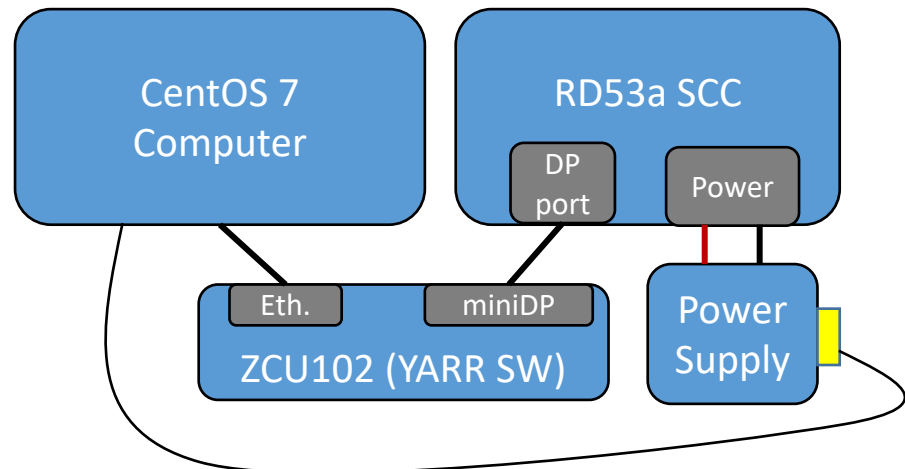 CentOS 7
Computer
RD53a SCC
DP
port
Power
Eth.
miniDP
ZCU102 (YARR SW)
Power
Supply